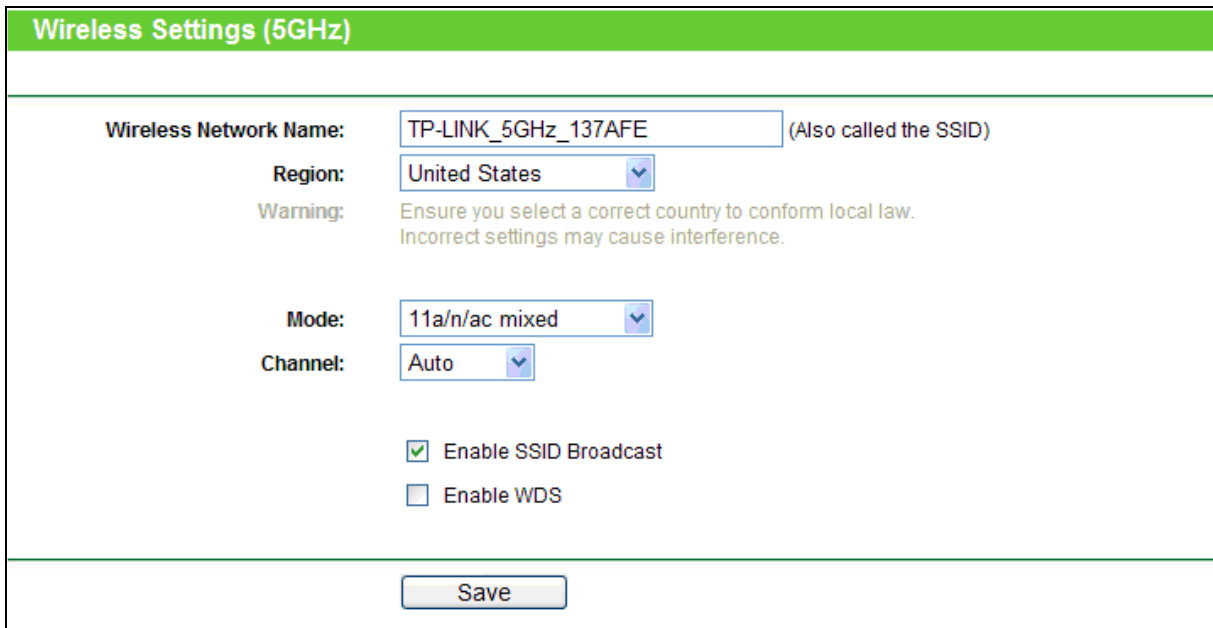 Wireless Settings (5GHz)
Wireless Network Name: TP-LINK_5GHz_137AFE (Also called the SSID)
Region: United States
Warning: Ensure you select a correct country to conform local law.
Incorrect settings may cause interference.
Mode: 11a/n/ac mixed
Channel: Auto
Enable SSID Broadcast
Enable WDS
Save